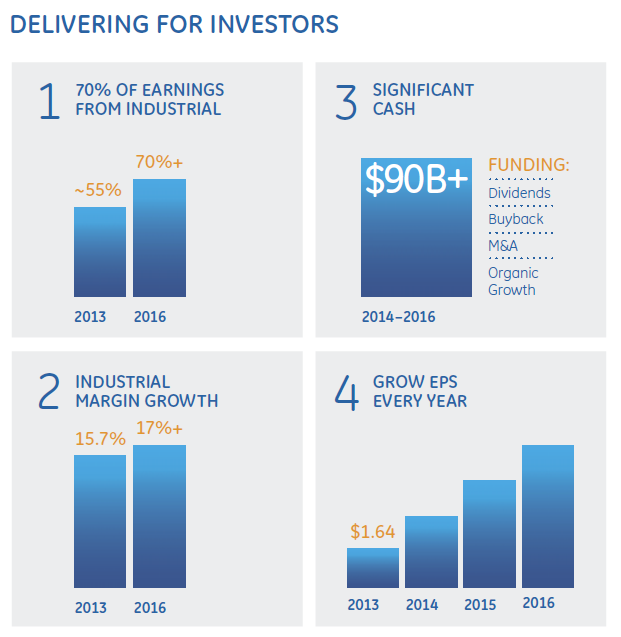 DELIVERING FOR INVESTORS
1
70% OF EARNINGS
FROM INDUSTRIAL
~55%
70%+
2013
2016
2
INDUSTRIAL
MARGIN GROWTH
15.7%
17%+
2013
2016
3
SIGNIFICANT
CASH
$90B+
FUNDING:
Dividends
Buyback
M&A
Organic
Growth
2014–2016
4
GROW EPS
EVERY YEAR
$1.64
2013
2014
2015
2016